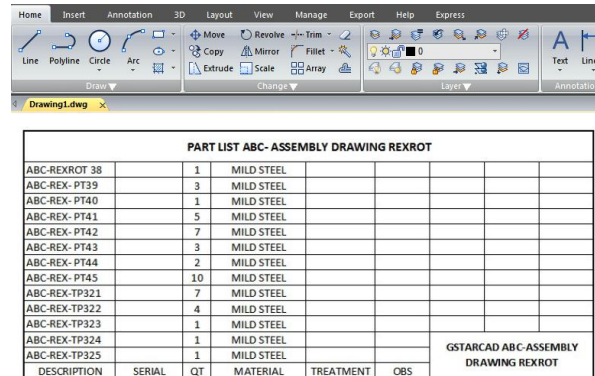 Home Insert Annotation 3D Layout View Manage Export Help Express
Move Revolve Trim
Copy Mirror Fillet 0
Line Polyline Circle Arc Extrude Scale Array Text
Draw Change Layer
Drawing1.dwg
PART LIST ABC- ASSEMBLY DRAWING REXROT
ABC-REXROT 38 1 MILD STEEL
ABC-REX- PT39 3 MILD STEEL
ABC-REX- PT40 1 MILD STEEL
ABC-REX- PT41 5 MILD STEEL
ABC-REX- PT42 7 MILD STEEL
ABC-REX- PT43 3 MILD STEEL
ABC-REX- PT44 2 MILD STEEL
ABC-REX- PT45 10 MILD STEEL
ABC-REX-TP321 7 MILD STEEL
ABC-REX-TP322 4 MILD STEEL
ABC-REX-TP323 1 MILD STEEL
ABC-REX-TP324 1 MILD STEEL
ABC-REX-TP325 1 MILD STEEL
GSTARCAD ABC-ASSEMBLY
DRAWING REXROT
DESCRIPTION SERIAL QT MATERIAL TREATMENT OBS